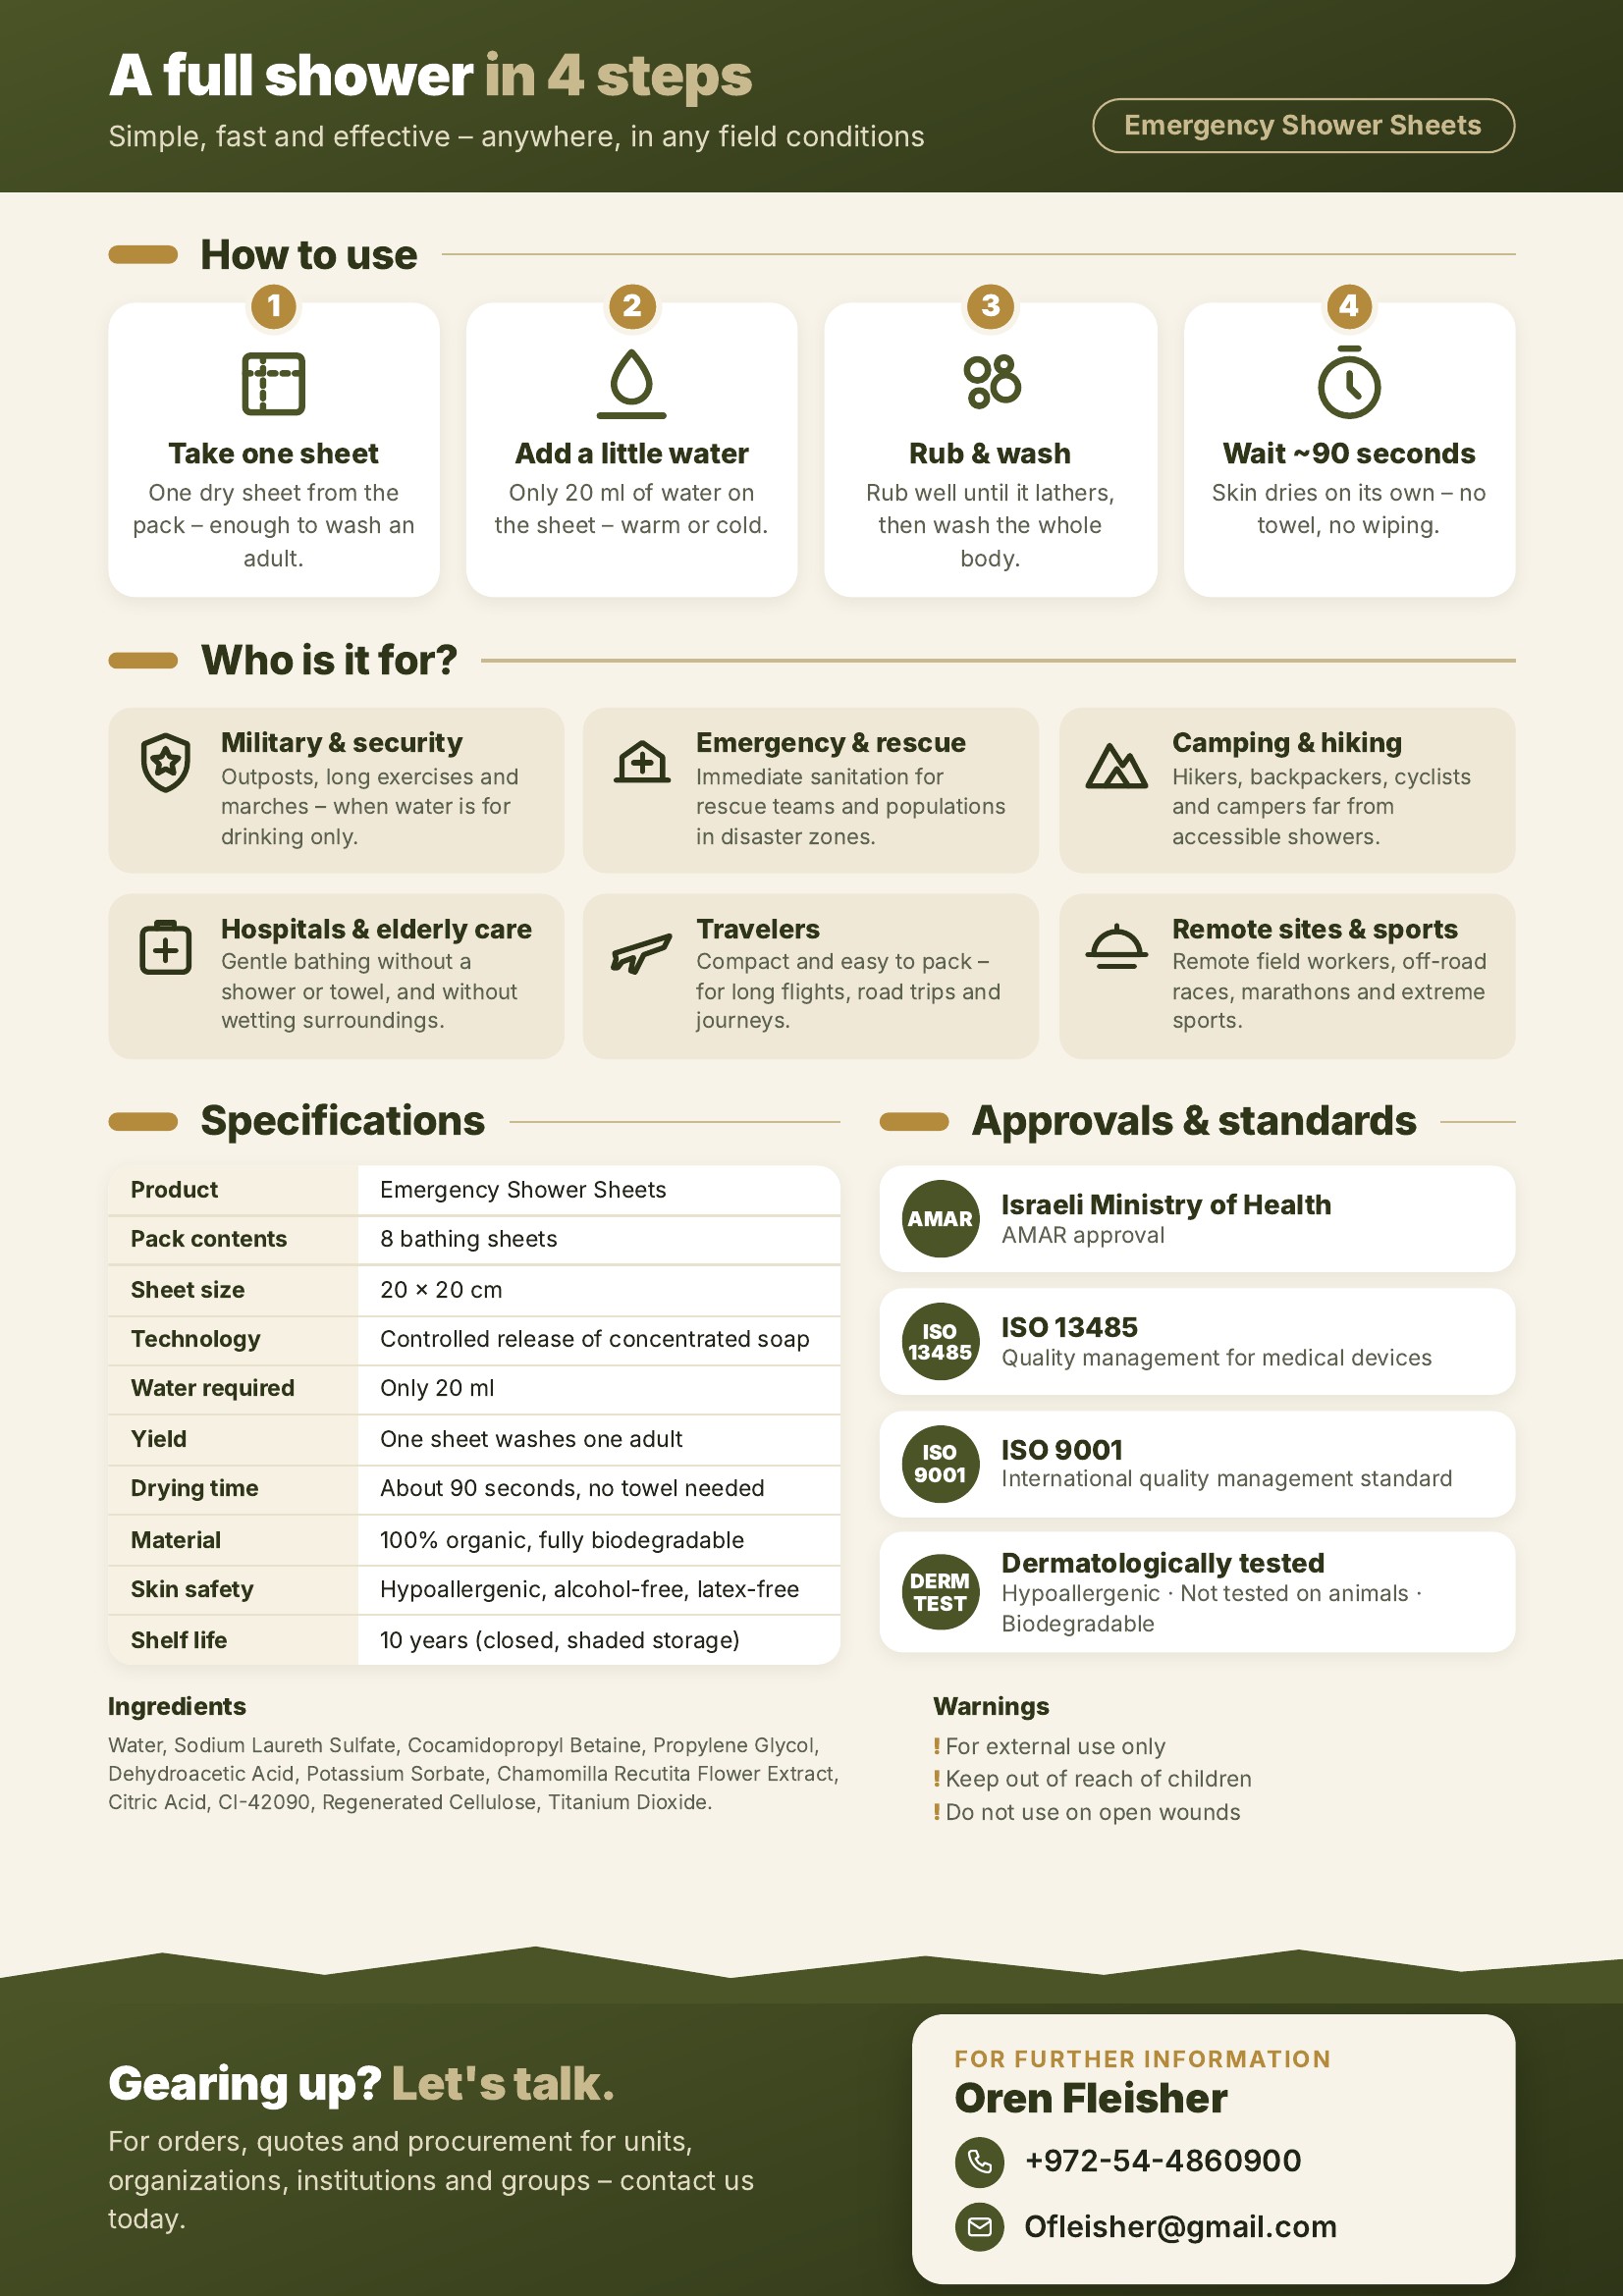 A full shower in 4 steps
Simple, fast and effective – anywhere, in any field conditions
Emergency Shower Sheets
How to use
1
Take one sheet
One dry sheet from the
pack – enough to wash an
adult.
2
Add a little water
Only 20 ml of water on
the sheet – warm or cold.
3
Rub & wash
Rub well until it lathers,
then wash the whole
body.
4
Wait ~90 seconds
Skin dries on its own – no
towel, no wiping.
Who is it for?
Military & security
Outposts, long exercises and
marches – when water is for
drinking only.
Emergency & rescue
Immediate sanitation for
rescue teams and populations
in disaster zones.
Camping & hiking
Hikers, backpackers, cyclists
and campers far from
accessible showers.
Hospitals & elderly care
Gentle bathing without a
shower or towel, and without
wetting surroundings.
Travelers
Compact and easy to pack –
for long flights, road trips and
journeys.
Remote sites & sports
Remote field workers, off-road
races, marathons and extreme
sports.
Specifications
Product Emergency Shower Sheets
Pack contents 8 bathing sheets
Sheet size 20 × 20 cm
Technology Controlled release of concentrated soap
Water required Only 20 ml
Yield One sheet washes one adult
Drying time About 90 seconds, no towel needed
Material 100% organic, fully biodegradable
Skin safety Hypoallergenic, alcohol-free, latex-free
Shelf life 10 years (closed, shaded storage)
Approvals & standards
AMAR
Israeli Ministry of Health
AMAR approval
ISO
13485
ISO 13485
Quality management for medical devices
ISO
9001
ISO 9001
International quality management standard
DERM
TEST
Dermatologically tested
Hypoallergenic · Not tested on animals ·
Biodegradable
Ingredients
Water, Sodium Laureth Sulfate, Cocamidopropyl Betaine, Propylene Glycol,
Dehydroacetic Acid, Potassium Sorbate, Chamomilla Recutita Flower Extract,
Citric Acid, CI-42090, Regenerated Cellulose, Titanium Dioxide.
Warnings
! For external use only
! Keep out of reach of children
! Do not use on open wounds
Gearing up? Let's talk.
For orders, quotes and procurement for units,
organizations, institutions and groups – contact us
today.
FOR FURTHER INFORMATION
Oren Fleisher
+972-54-4860900
Ofleisher@gmail.com